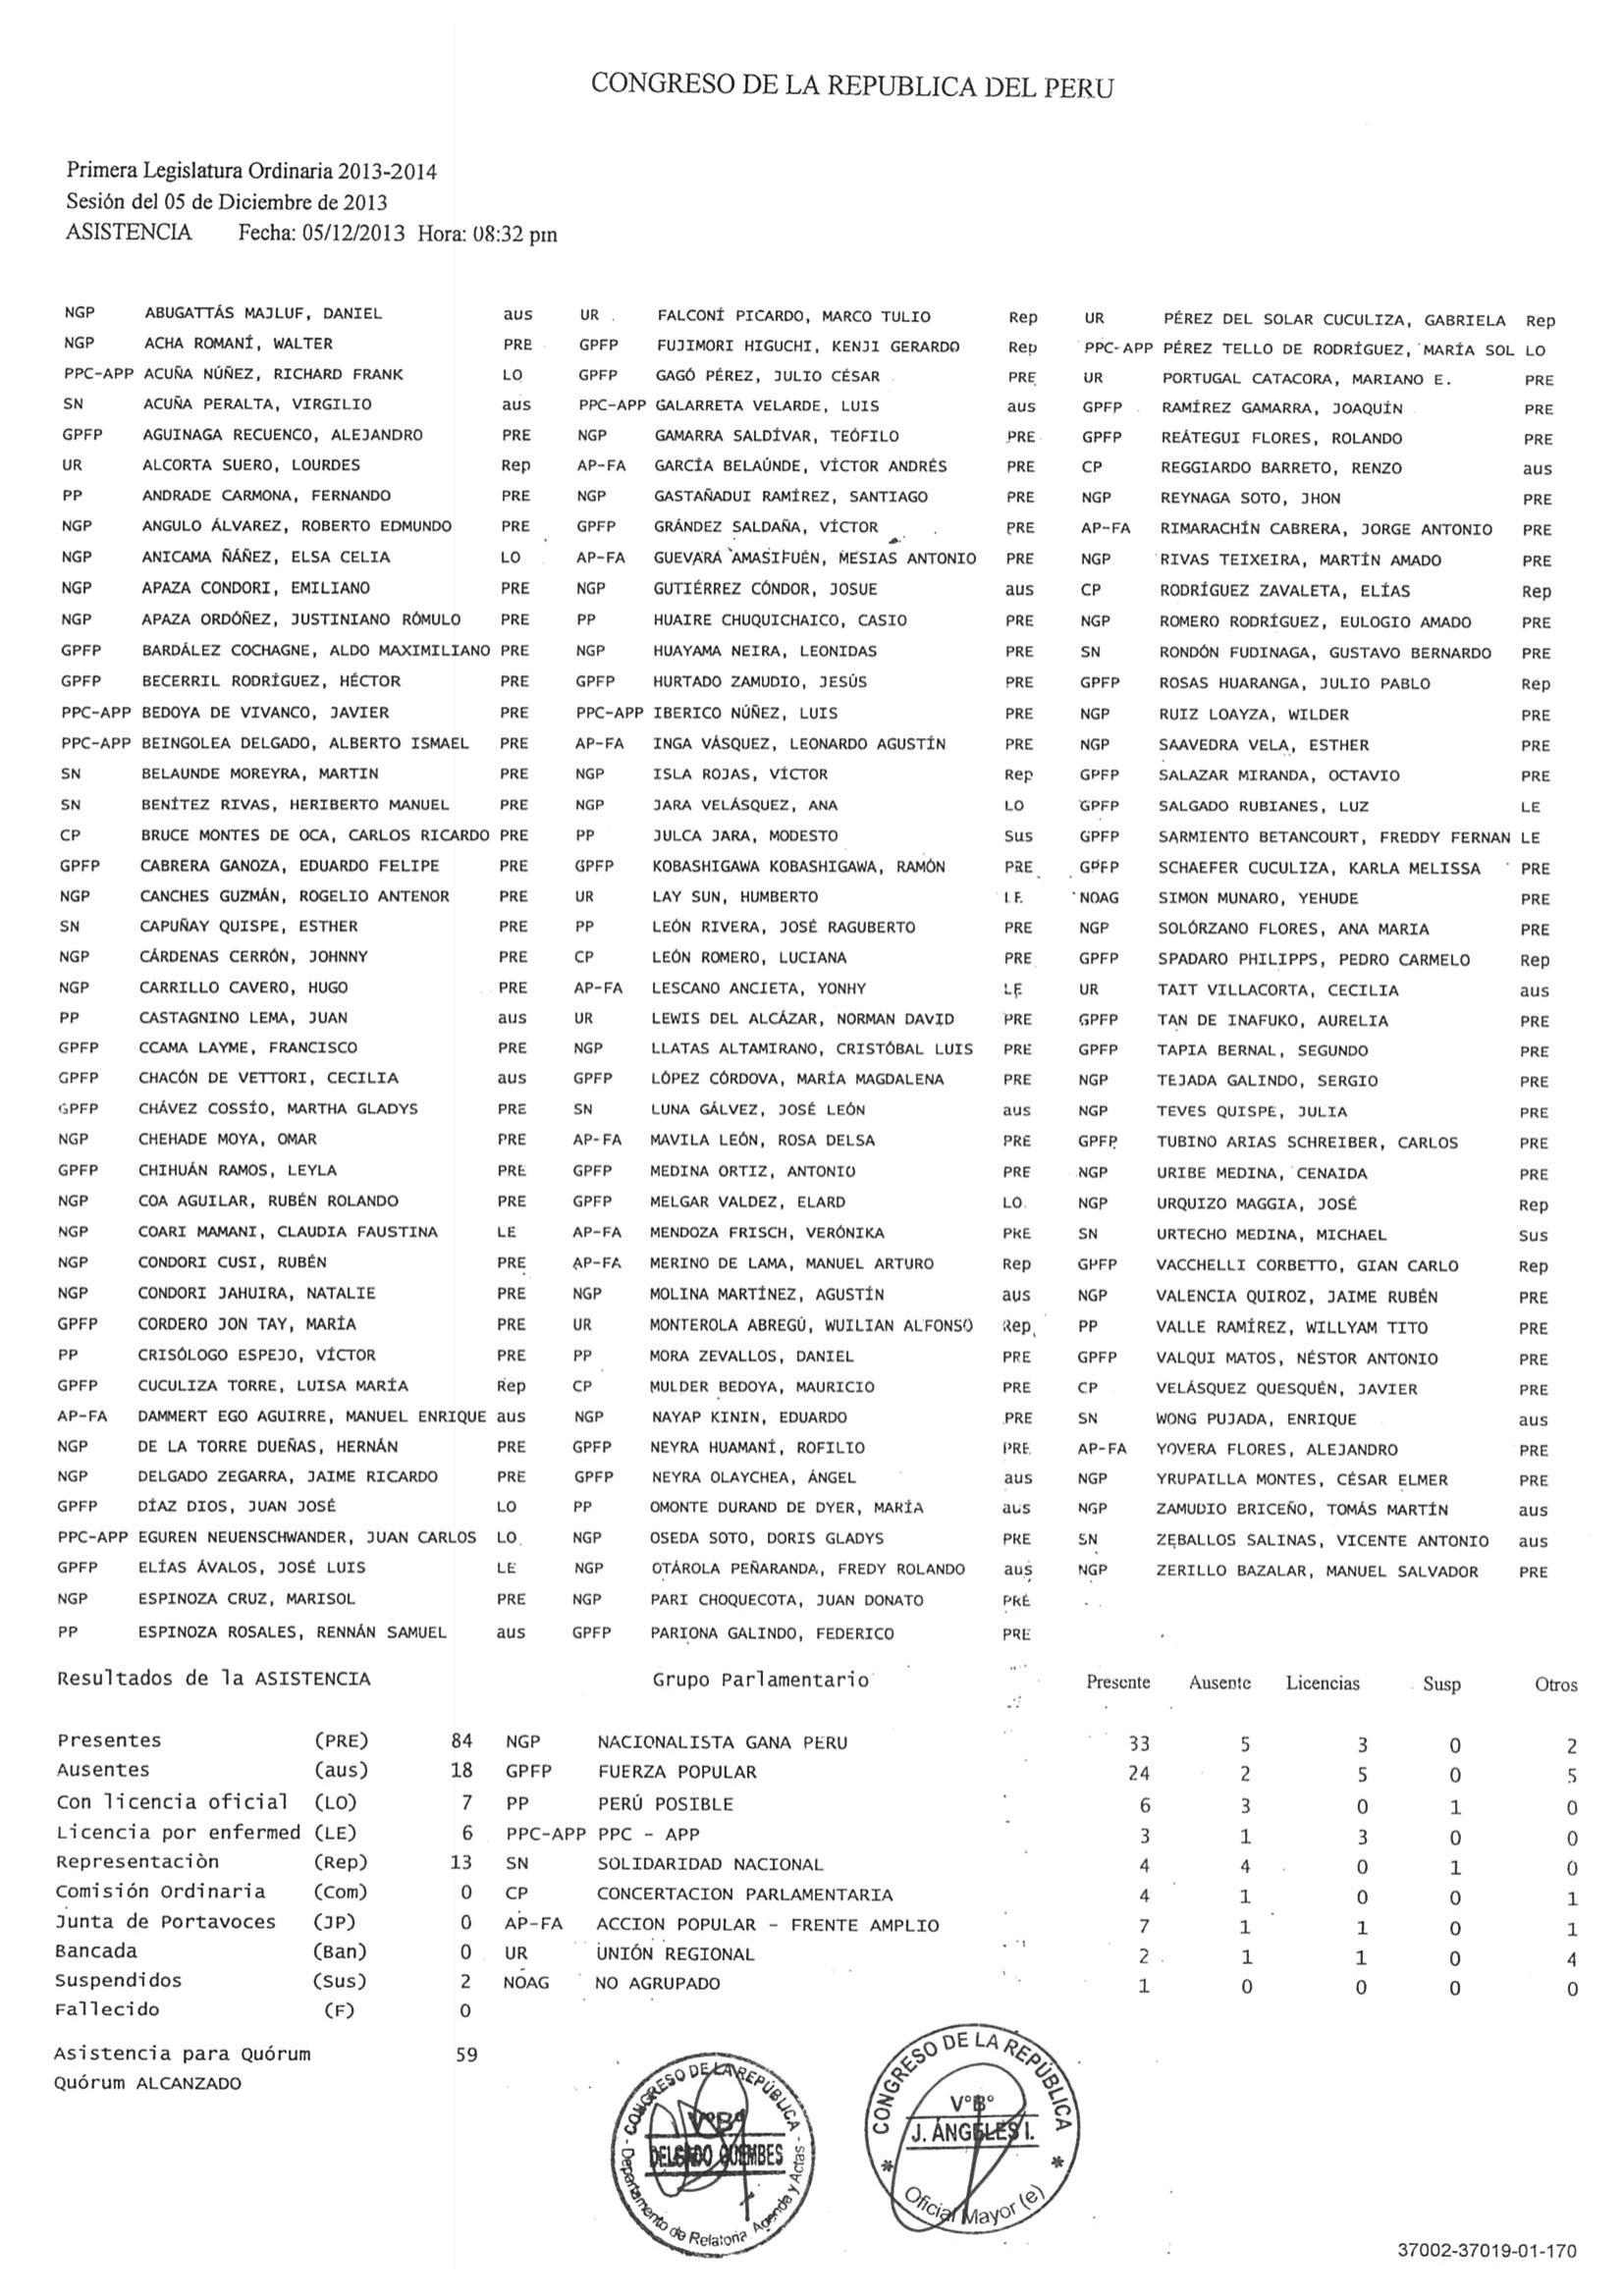 CONGRESO DE LA REPUBLICA DEL PERU
Primera Legislatura Ordinaria 2013-2014
Sesión del 05 de Diciembre de 2013
ASISTENCIA Fecha: 05/12/2013 Hora: 08:32 pm
NGP ABUGATTÁS MAJLUF, DANIEL aus UR FALCONÍ PICARDO, MARCO TULIO Rep UR PÉREZ DEL SOLAR CUCULIZA, GABRIELA Rep
NGP ACHA ROMANÍ, WALTER PRE GPFP FUJIMORI HIGUCHI, KENJI GERARDO Rep PPC-APP PÉREZ TELLO DE RODRÍGUEZ, MARÍA SOL LO
PPC-APP ACUÑA NÚÑEZ, RICHARD FRANK LO GPFP GAGÓ PÉREZ, JULIO CÉSAR PRE UR PORTUGAL CATACORA, MARIANO E. PRE
SN ACUÑA PERALTA, VIRGILIO aus PPC-APP GALARRETA VELARDE, LUIS aus GPFP RAMÍREZ GAMARRA, JOAQUÍN PRE
GPFP AGUINAGA RECUENCO, ALEJANDRO PRE NGP GAMARRA SALDÍVAR, TEÓFILO PRE GPFP REÁTEGUI FLORES, ROLANDO PRE
UR ALCORTA SUERO, LOURDES Rep AP-FA GARCÍA BELAÚNDE, VÍCTOR ANDRÉS PRE CP REGGIARDO BARRETO, RENZO aus
PP ANDRADE CARMONA, FERNANDO PRE NGP GASTAÑADUI RAMÍREZ, SANTIAGO PRE NGP REYNAGA SOTO, JHON PRE
NGP ANGULO ÁLVAREZ, ROBERTO EDMUNDO PRE GPFP GRÁNDEZ SALDAÑA, VÍCTOR PRE AP-FA RIMARACHÍN CABRERA, JORGE ANTONIO PRE
NGP ANICAMA ÑÁÑEZ, ELSA CELIA LO AP-FA GUEVARA AMASIFUÉN, MESIAS ANTONIO PRE NGP RIVAS TEIXEIRA, MARTÍN AMADO PRE
NGP APAZA CONDORI, EMILIANO PRE NGP GUTIÉRREZ CÓNDOR, JOSUE aus CP RODRÍGUEZ ZAVALETA, ELÍAS Rep
NGP APAZA ORDÓÑEZ, JUSTINIANO RÓMULO PRE PP HUAIRE CHUQUICHAICO, CASIO PRE NGP ROMERO RODRÍGUEZ, EULOGIO AMADO PRE
GPFP BARDÁLEZ COCHAGNE, ALDO MAXIMILIANO PRE NGP HUAYAMA NEIRA, LEONIDAS PRE SN RONDÓN FUDINAGA, GUSTAVO BERNARDO PRE
GPFP BECERRIL RODRÍGUEZ, HÉCTOR PRE GPFP HURTADO ZAMUDIO, JESÚS PRE GPFP ROSAS HUARANGA, JULIO PABLO Rep
PPC-APP BEDOYA DE VIVANCO, JAVIER PRE PPC-APP IBERICO NÚÑEZ, LUIS PRE NGP RUIZ LOAYZA, WILDER PRE
PPC-APP BEINGOLEA DELGADO, ALBERTO ISMAEL PRE AP-FA INGA VÁSQUEZ, LEONARDO AGUSTÍN PRE NGP SAAVEDRA VELA, ESTHER PRE
SN BELAUNDE MOREYRA, MARTIN PRE NGP ISLA ROJAS, VÍCTOR Rep GPFP SALAZAR MIRANDA, OCTAVIO PRE
SN BENÍTEZ RIVAS, HERIBERTO MANUEL PRE NGP JARA VELÁSQUEZ, ANA LO GPFP SALGADO RUBIANES, LUZ LE
CP BRUCE MONTES DE OCA, CARLOS RICARDO PRE PP JULCA JARA, MODESTO Sus GPFP SARMIENTO BETANCOURT, FREDDY FERNAN LE
GPFP CABRERA GANOZA, EDUARDO FELIPE PRE GPFP KOBASHIGAWA KOBASHIGAWA, RAMÓN PRE GPFP SCHAEFER CUCULIZA, KARLA MELISSA PRE
NGP CANCHES GUZMÁN, ROGELIO ANTENOR PRE UR LAY SUN, HUMBERTO LE NOAG SIMON MUNARO, YEHUDE PRE
SN CAPUÑAY QUISPE, ESTHER PRE PP LEÓN RIVERA, JOSÉ RAGUBERTO PRE NGP SOLÓRZANO FLORES, ANA MARIA PRE
NGP CÁRDENAS CERRÓN, JOHNNY PRE CP LEÓN ROMERO, LUCIANA PRE GPFP SPADARO PHILIPPS, PEDRO CARMELO Rep
NGP CARRILLO CAVERO, HUGO PRE AP-FA LESCANO ANCIETA, YONHY LE UR TAIT VILLACORTA, CECILIA aus
PP CASTAGNINO LEMA, JUAN aus UR LEWIS DEL ALCÁZAR, NORMAN DAVID PRE GPFP TAN DE INAFUKO, AURELIA PRE
GPFP CCAMA LAYME, FRANCISCO PRE NGP LLATAS ALTAMIRANO, CRISTÓBAL LUIS PRE GPFP TAPIA BERNAL, SEGUNDO PRE
GPFP CHACÓN DE VETTORI, CECILIA aus GPFP LÓPEZ CÓRDOVA, MARÍA MAGDALENA PRE NGP TEJADA GALINDO, SERGIO PRE
GPFP CHÁVEZ COSSÍO, MARTHA GLADYS PRE SN LUNA GÁLVEZ, JOSÉ LEÓN aus NGP TEVES QUISPE, JULIA PRE
NGP CHEHADE MOYA, OMAR PRE AP-FA MAVILA LEÓN, ROSA DELSA PRE GPFP TUBINO ARIAS SCHREIBER, CARLOS PRE
GPFP CHIHUÁN RAMOS, LEYLA PRE GPFP MEDINA ORTIZ, ANTONIO PRE NGP URIBE MEDINA, CENAIDA PRE
NGP COA AGUILAR, RUBÉN ROLANDO PRE GPFP MELGAR VALDEZ, ELARD LO NGP URQUIZO MAGGIA, JOSÉ Rep
NGP COARI MAMANI, CLAUDIA FAUSTINA LE AP-FA MENDOZA FRISCH, VERÓNIKA PRE SN URTECHO MEDINA, MICHAEL Sus
NGP CONDORI CUSI, RUBÉN PRE AP-FA MERINO DE LAMA, MANUEL ARTURO Rep GPFP VACCHELLI CORBETTO, GIAN CARLO Rep
NGP CONDORI JAHUIRA, NATALIE PRE NGP MOLINA MARTÍNEZ, AGUSTÍN aus NGP VALENCIA QUIROZ, JAIME RUBÉN PRE
GPFP CORDERO JON TAY, MARÍA PRE UR MONTEROLA ABREGÚ, WUILIAN ALFONSO Rep PP VALLE RAMÍREZ, WILLYAM TITO PRE
PP CRISÓLOGO ESPEJO, VÍCTOR PRE PP MORA ZEVALLOS, DANIEL PRE GPFP VALQUI MATOS, NÉSTOR ANTONIO PRE
GPFP CUCULIZA TORRE, LUISA MARÍA Rep CP MULDER BEDOYA, MAURICIO PRE CP VELÁSQUEZ QUESQUÉN, JAVIER PRE
AP-FA DAMMERT EGO AGUIRRE, MANUEL ENRIQUE aus NGP NAYAP KININ, EDUARDO PRE SN WONG PUJADA, ENRIQUE aus
NGP DE LA TORRE DUEÑAS, HERNÁN PRE GPFP NEYRA HUAMANÍ, ROFILIO PRE AP-FA YOVERA FLORES, ALEJANDRO PRE
NGP DELGADO ZEGARRA, JAIME RICARDO PRE GPFP NEYRA OLAYCHEA, ÁNGEL aus NGP YRUPAILLA MONTES, CÉSAR ELMER PRE
GPFP DÍAZ DIOS, JUAN JOSÉ LO PP OMONTE DURAND DE DYER, MARÍA aus NGP ZAMUDIO BRICEÑO, TOMÁS MARTÍN aus
PPC-APP EGUREN NEUENSCHWANDER, JUAN CARLOS LO NGP OSEDA SOTO, DORIS GLADYS PRE SN ZEBALLOS SALINAS, VICENTE ANTONIO aus
GPFP ELÍAS ÁVALOS, JOSÉ LUIS LE NGP OTÁROLA PEÑARANDA, FREDY ROLANDO aus NGP ZERILLO BAZALAR, MANUEL SALVADOR PRE
NGP ESPINOZA CRUZ, MARISOL PRE NGP PARI CHOQUECOTA, JUAN DONATO PRE
PP ESPINOZA ROSALES, RENNÁN SAMUEL aus GPFP PARIONA GALINDO, FEDERICO PRE
Resultados de la ASISTENCIA Grupo Parlamentario Presente Ausente Licencias Susp Otros
Presentes (PRE) 84 NGP NACIONALISTA GANA PERU 33 5 3 0 2
Ausentes (aus) 18 GPFP FUERZA POPULAR 24 2 5 0 5
Con licencia oficial (LO) 7 PP PERÚ POSIBLE 6 3 0 1 0
Licencia por enfermed (LE) 6 PPC-APP PPC - APP 3 1 3 0 0
Representaciòn (Rep) 13 SN SOLIDARIDAD NACIONAL 4 4 0 1 0
Comisión Ordinaria (Com) 0 CP CONCERTACION PARLAMENTARIA 4 1 0 0 1
Junta de Portavoces (JP) 0 AP-FA ACCION POPULAR - FRENTE AMPLIO 7 1 1 0 1
Bancada (Ban) 0 UR UNIÓN REGIONAL 2 1 1 0 4
Suspendidos (Sus) 2 NOAG NO AGRUPADO 1 0 0 0 0
Fallecido (F) 0
Asistencia para Quórum 59
Quórum ALCANZADO
CONGRESO DE LA REPÚBLICA
V°B°
DELGADO GUEMBES
Departamento de Relatoria, Agenda y Actas
CONGRESO DE LA REPÚBLICA
V°B°
J. ÁNGELES I.
Oficial Mayor (e)
37002-37019-01-170